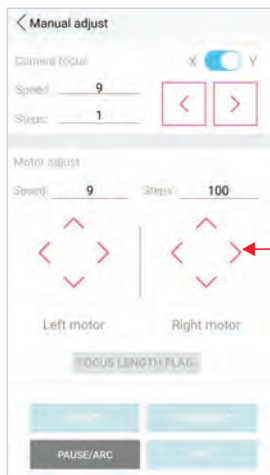 Manual adjust
Camera focus X Y
Speed 9
Steps 1
Motor adjust
Speed 9 Steps 100
Left motor Right motor
FOCUS LENGTH FLAG
PAUSE/ARC